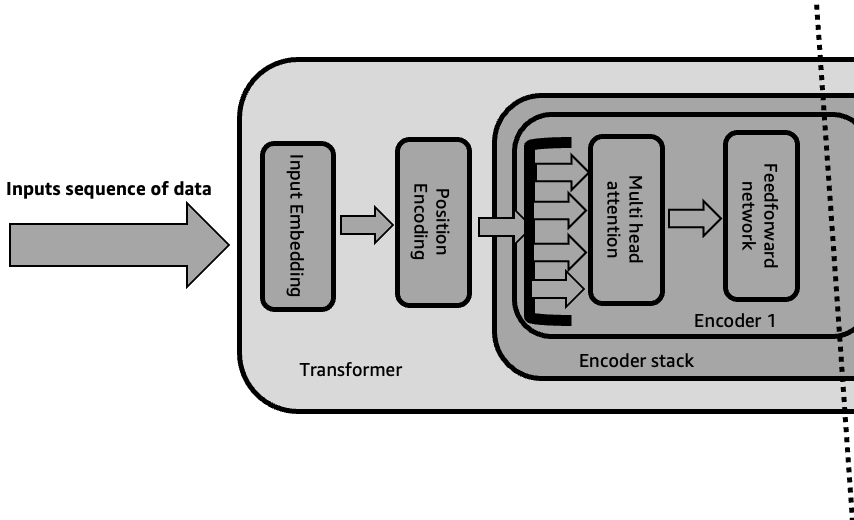 Inputs sequence of data
Input Embedding
Position
Encoding
Multi head
attention
Feedforward
network
Encoder 1
Encoder stack
Transformer